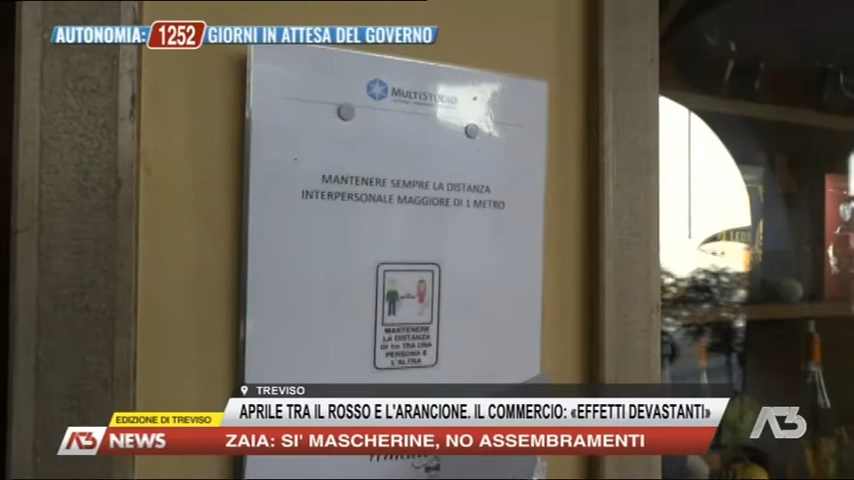 AUTONOMIA: 1252 GIORNI IN ATTESA DEL GOVERNO
MULTISTUDIO
MANTENERE SEMPRE LA DISTANZA
INTERPERSONALE MAGGIORE DI 1 METRO
MANTENERE
LA DISTANZA
DI 1m TRA UNA
PERSONA E
L'ALTRA
TREVISO
EDIZIONE DI TREVISO
APRILE TRA IL ROSSO E L'ARANCIONE. IL COMMERCIO: «EFFETTI DEVASTANTI»
A3 NEWS
ZAIA: SI' MASCHERINE, NO ASSEMBRAMENTI
A3